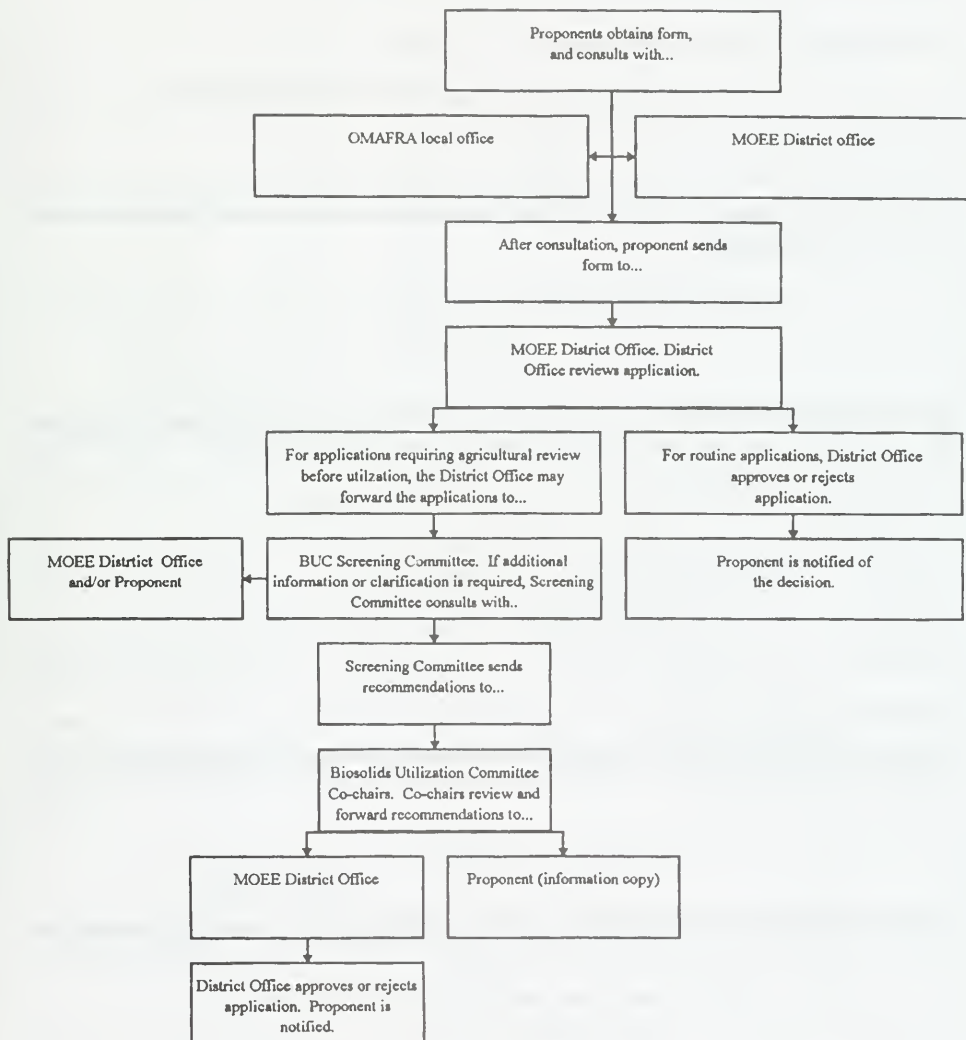 Proponents obtains form,
and consults with...
OMAFRA local office
MOEE District office
After consultation, proponent sends
form to...
MOEE District Office. District
Office reviews application.
For applications requiring agricultural review
before utilzation, the District Office may
forward the applications to...
For routine applications, District Office
approves or rejects
application.
MOEE Distrtict Office
and/or Proponent
BUC Screening Committee. If additional
information or clarification is required, Screening
Committee consults with..
Proponent is notified of
the decision.
Screening Committee sends
recommendations to...
Biosolids Utilization Committee
Co-chairs. Co-chairs review and
forward recommendations to...
MOEE District Office
Proponent (information copy)
District Office approves or rejects
application. Proponent is
notified.